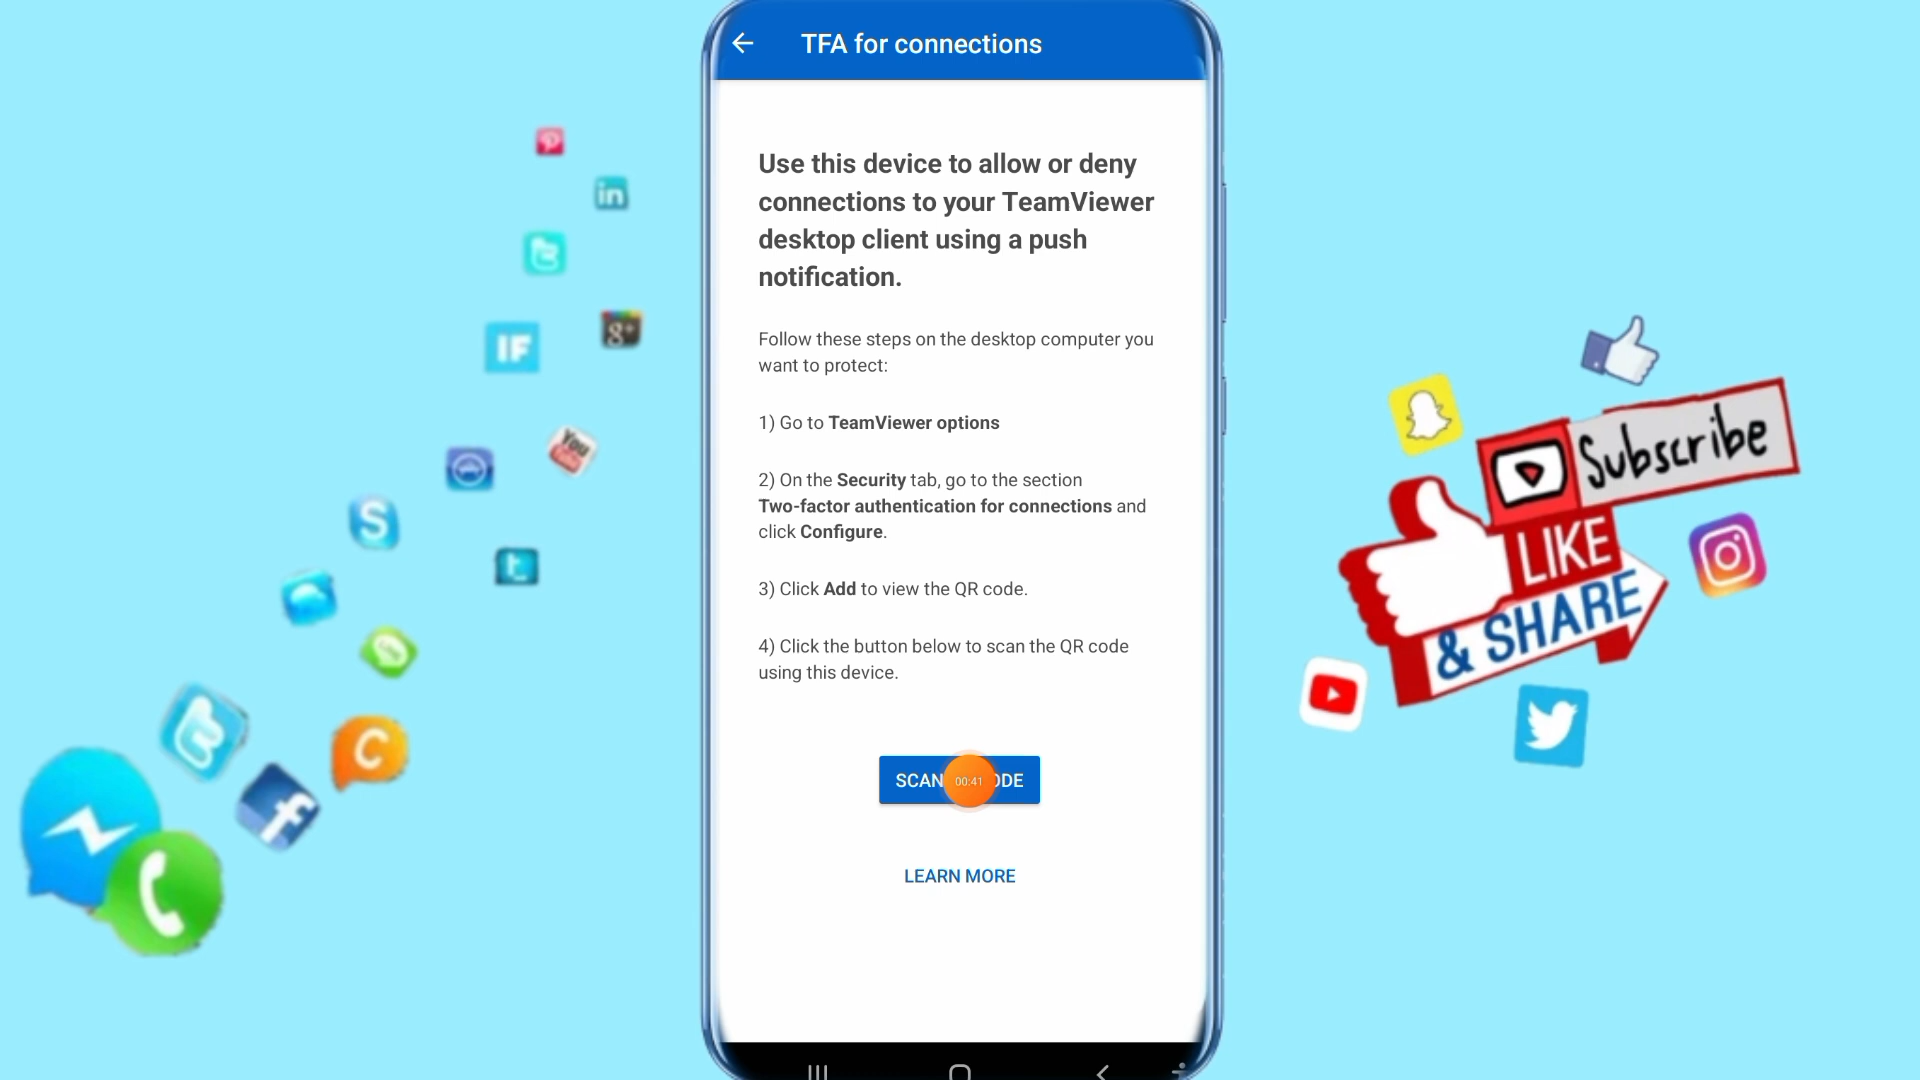 TFA for connections
Use this device to allow or deny
connections to your TeamViewer
desktop client using a push
notification.
Follow these steps on the desktop computer you
want to protect:
1) Go to TeamViewer options
2) On the Security tab, go to the section
Two-factor authentication for connections and
click Configure.
3) Click Add to view the QR code.
4) Click the button below to scan the QR code
using this device.
SCAN
ODE
00:41
LEARN MORE
in
IF
g+
You
S
t
C
f
Subscribe
LIKE
& SHARE